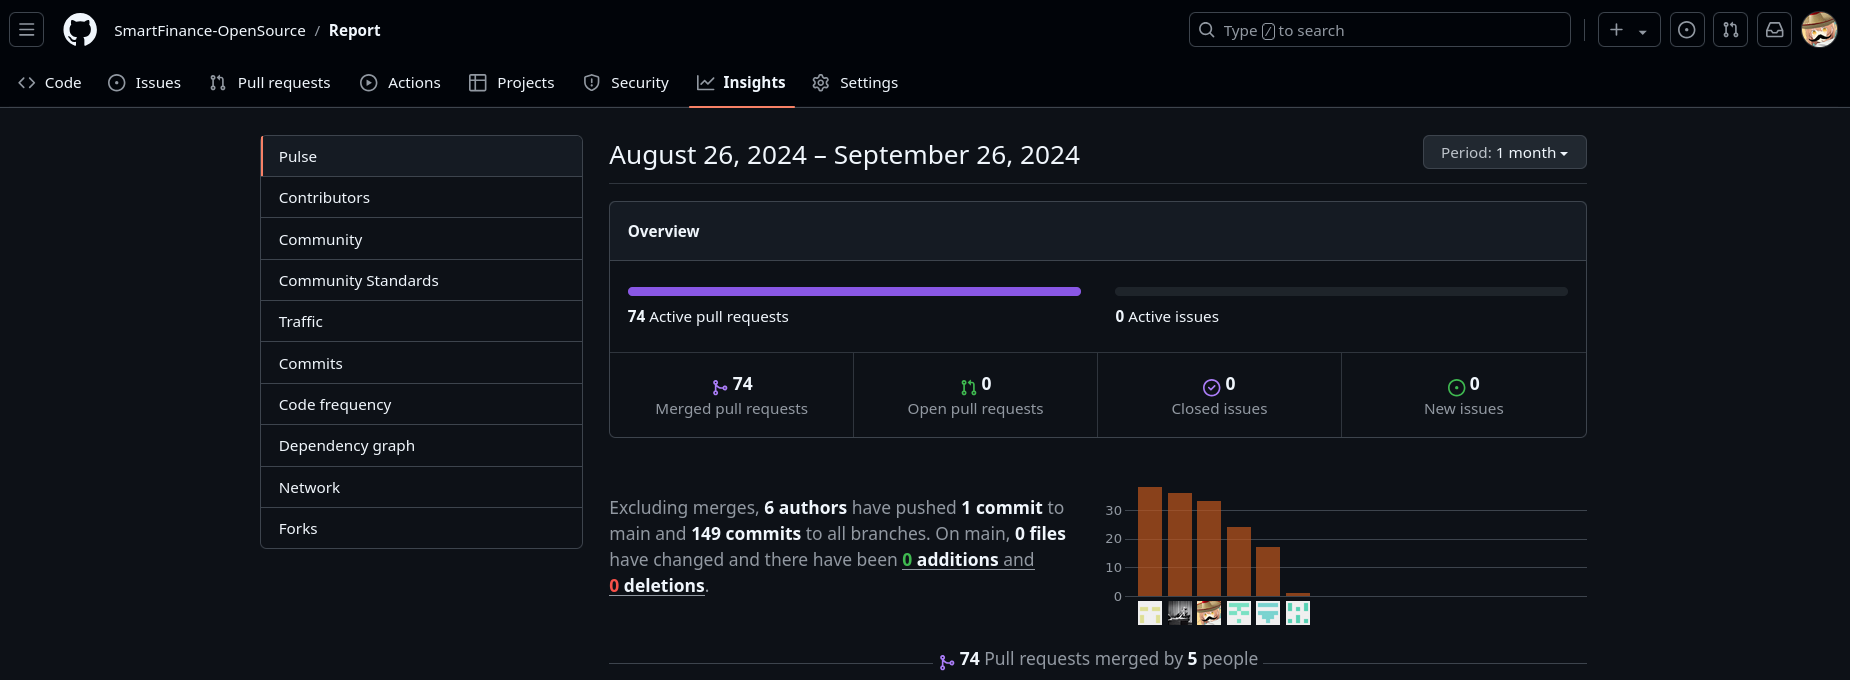 SmartFinance-OpenSource / Report
Type / to search
Code Issues Pull requests Actions Projects Security Insights Settings
Pulse
Contributors
Community
Community Standards
Traffic
Commits
Code frequency
Dependency graph
Network
Forks
August 26, 2024 – September 26, 2024
Period: 1 month
Overview
74 Active pull requests
0 Active issues
74
Merged pull requests
0
Open pull requests
0
Closed issues
0
New issues
Excluding merges, 6 authors have pushed 1 commit to
main and 149 commits to all branches. On main, 0 files
have changed and there have been 0 additions and
0 deletions.
30
20
10
0
74 Pull requests merged by 5 people